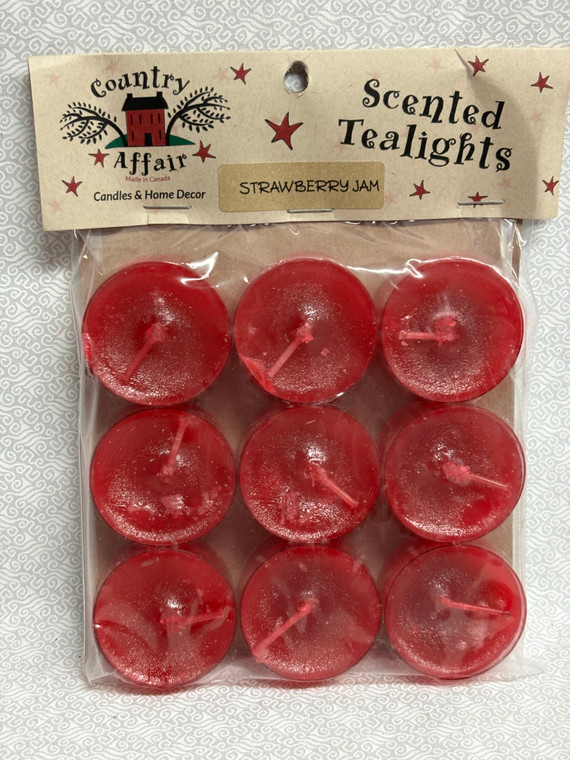 Country
Affair
Made in Canada
Candles & Home Decor
Scented
Tealights
STRAWBERRY JAM